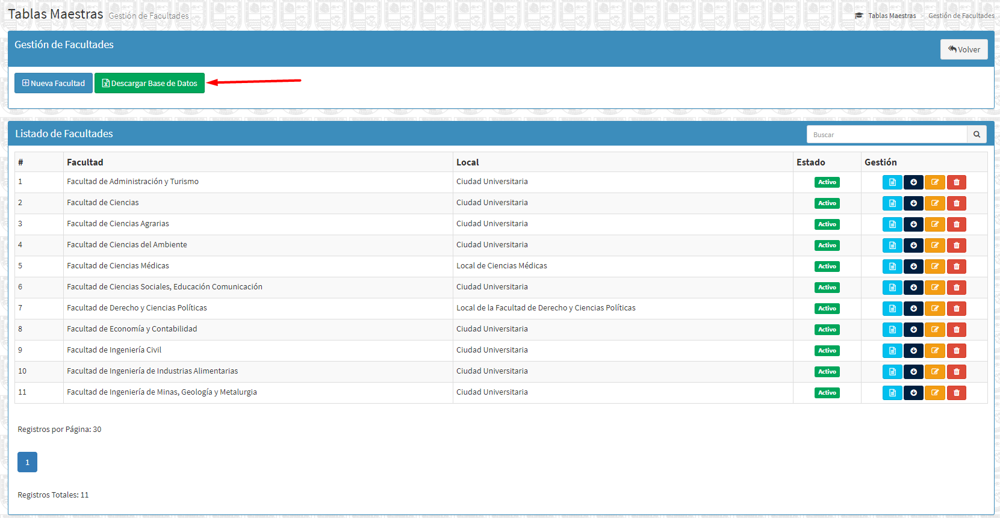 Tablas Maestras Gestión de Facultades
Tablas Maestras > Gestión de Facultades
Gestión de Facultades
Volver
Nueva Facultad Descargar Base de Datos
Listado de Facultades
Buscar
# Facultad Local Estado Gestión
1 Facultad de Administración y Turismo Ciudad Universitaria Activo
2 Facultad de Ciencias Ciudad Universitaria Activo
3 Facultad de Ciencias Agrarias Ciudad Universitaria Activo
4 Facultad de Ciencias del Ambiente Ciudad Universitaria Activo
5 Facultad de Ciencias Médicas Local de Ciencias Médicas Activo
6 Facultad de Ciencias Sociales, Educación Comunicación Ciudad Universitaria Activo
7 Facultad de Derecho y Ciencias Políticas Local de la Facultad de Derecho y Ciencias Políticas Activo
8 Facultad de Economía y Contabilidad Ciudad Universitaria Activo
9 Facultad de Ingeniería Civil Ciudad Universitaria Activo
10 Facultad de Ingeniería de Industrias Alimentarias Ciudad Universitaria Activo
11 Facultad de Ingeniería de Minas, Geología y Metalurgia Ciudad Universitaria Activo
Registros por Página: 30
1
Registros Totales: 11